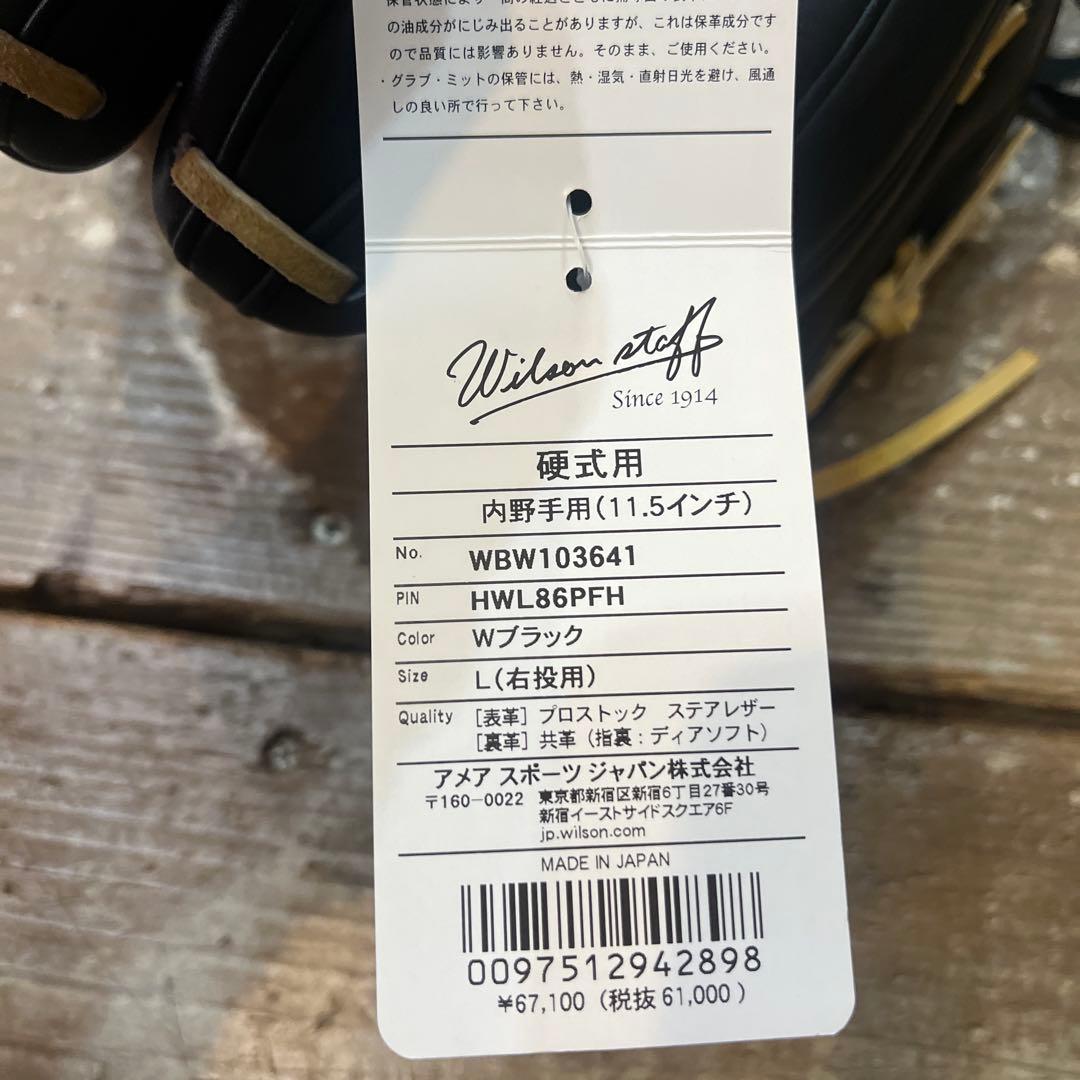 の油成分がにじみ出ることがありますが、これは保革成分です
ので品質には影響ありません。そのまま、ご使用ください。
・グラブ・ミットの保管には、熱・湿気・直射日光を避け、風通
しの良い所で行って下さい。
Wilson staff
Since 1914
硬式用
内野手用(11.5インチ)
No. WBW103641
PIN HWL86PFH
Color Wブラック
Size L(右投用)
Quality [表革] プロストック ステアレザー
[裏革] 共革 (指裏:ディアソフト)
アメア スポーツ ジャパン株式会社
〒160-0022 東京都新宿区新宿6丁目27番30号
新宿イーストサイドスクエア6F
jp.wilson.com
MADE IN JAPAN
0097512942898
¥67,100 (税抜 61,000 )